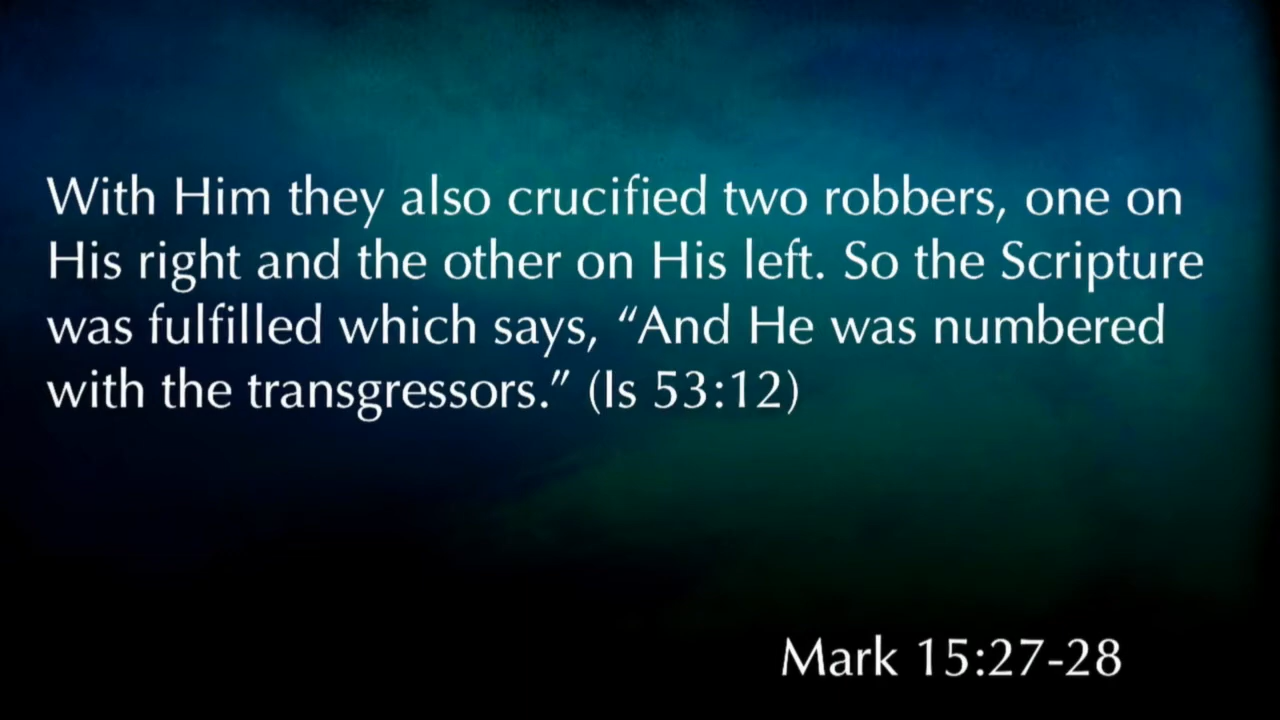 With Him they also crucified two robbers, one on
His right and the other on His left. So the Scripture
was fulfilled which says, “And He was numbered
with the transgressors.” (Is 53:12)
Mark 15:27-28